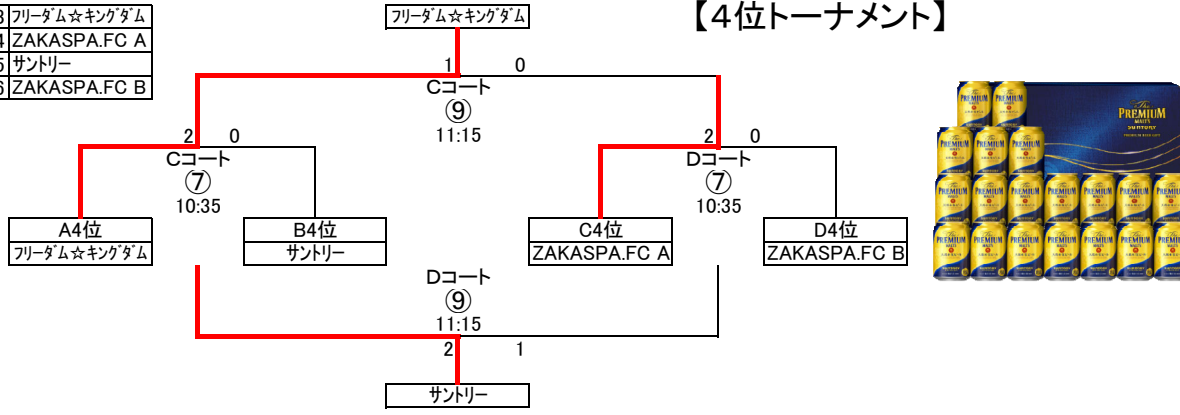 【４位トーナメント】
3 フリーダム☆キングダム
4 ZAKASPA.FC A
5 サントリー
6 ZAKASPA.FC B
フリーダム☆キングダム
1 0
Cコート
⑨
11:15
2 0
Cコート
⑦
10:35
2 0
Dコート
⑦
10:35
A4位
フリーダム☆キングダム
B4位
サントリー
C4位
ZAKASPA.FC A
D4位
ZAKASPA.FC B
Dコート
⑨
11:15
2 1
サントリー
The
PREMIUM
MALT'S
SUNTORY